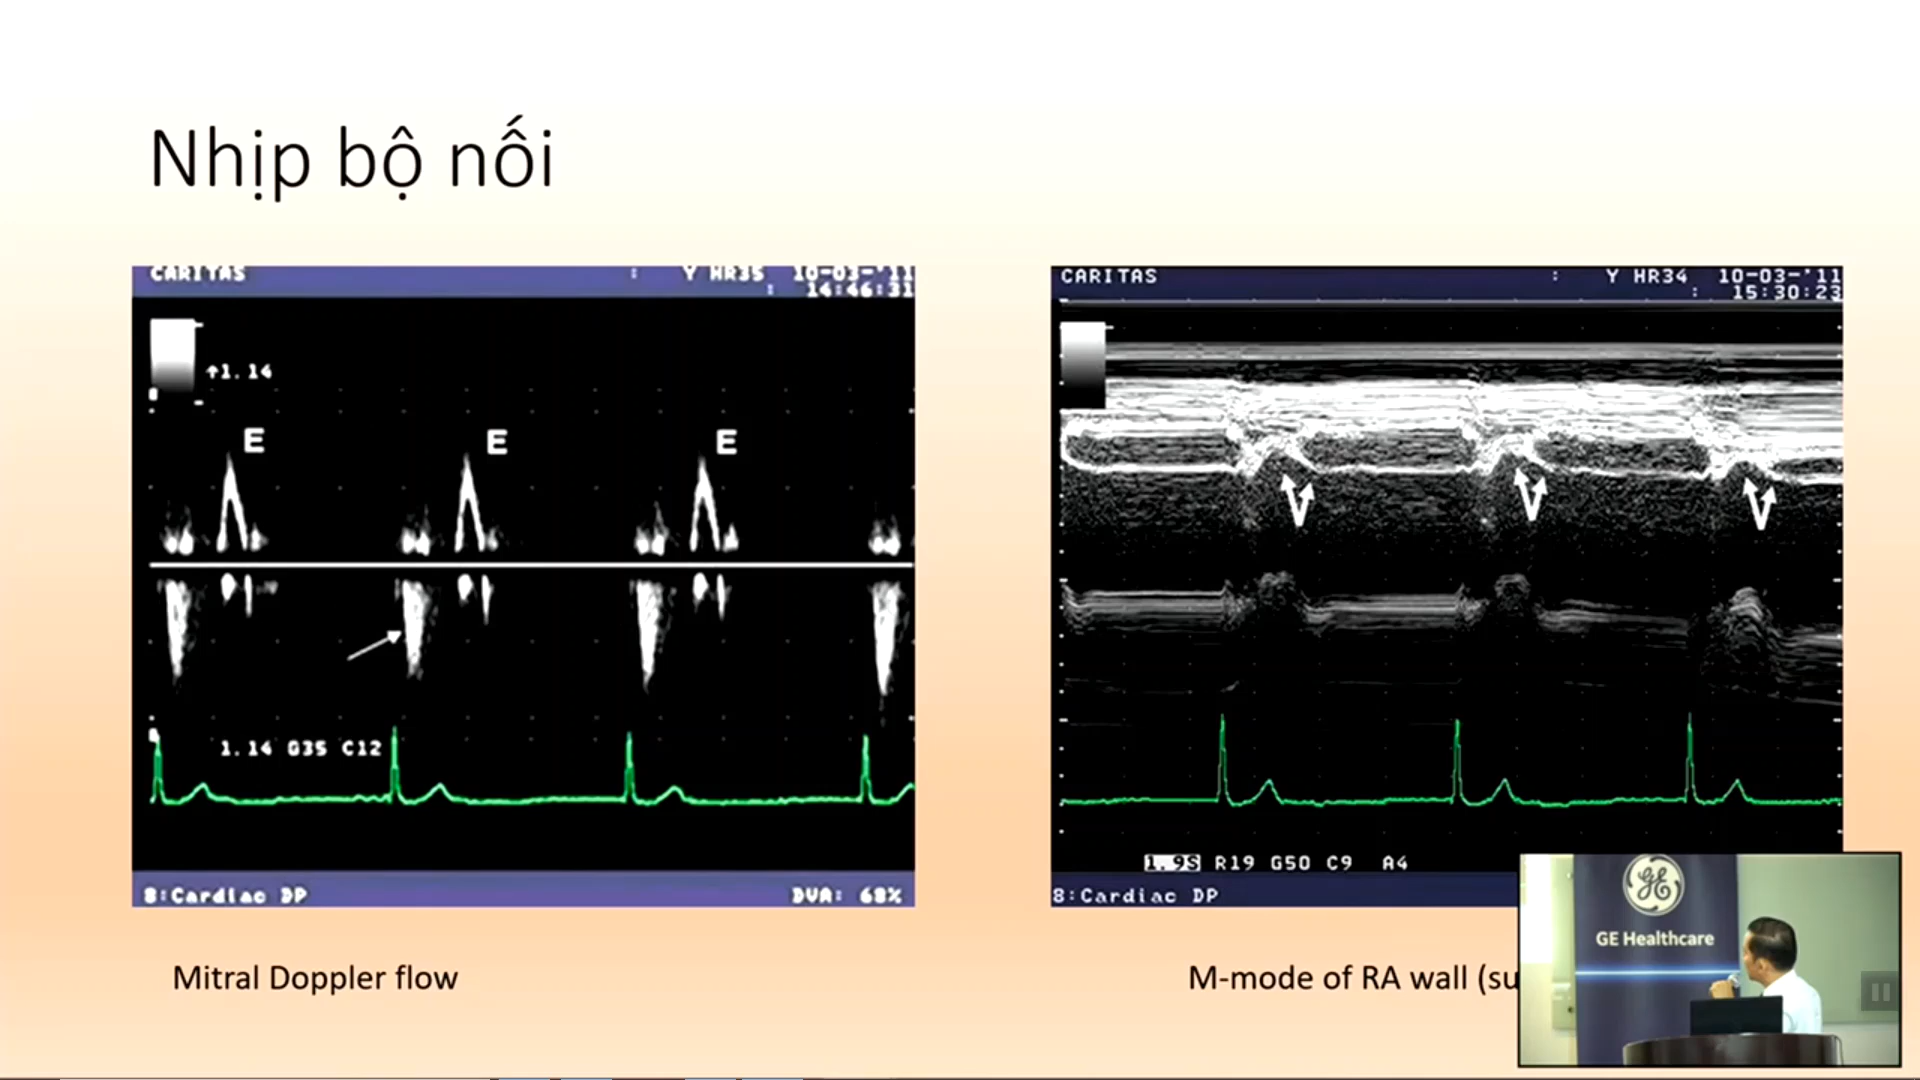 Nhịp bộ nối
CARITAS : Y HR35 10-03-'11
: 14:46:31
↑1.14
E E E
1.14 G35 C12
8:Cardiac DP DVA: 68%
Mitral Doppler flow
CARITAS : Y HR34 10-03-'11
: 15:30:23
1.9S R19 G50 C9 A4
8:Cardiac DP
M-mode of RA wall (su
GE
GE Healthcare